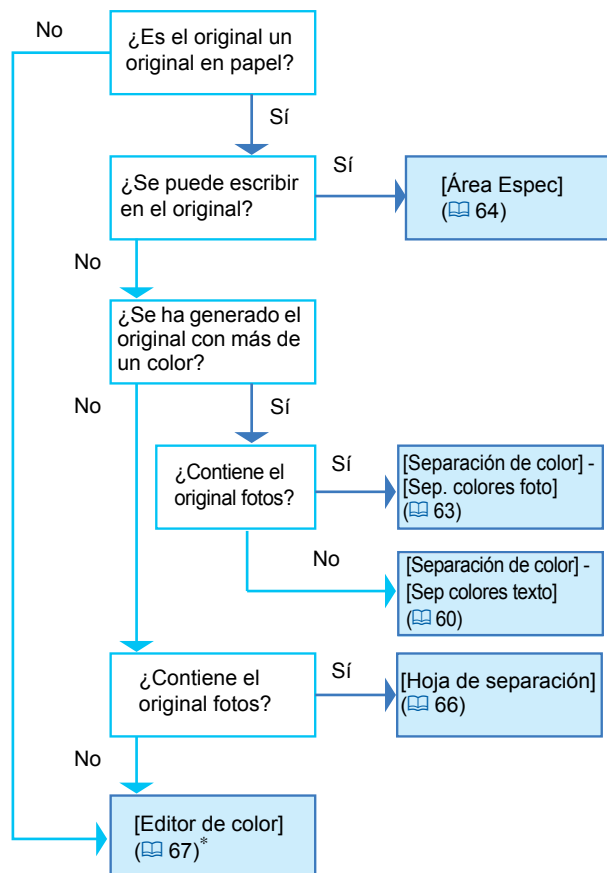 No
¿Es el original un
original en papel?
Sí
¿Se puede escribir
en el original?
Sí
[Área Espec]
(🕮 64)
No
¿Se ha generado el
original con más de
un color?
No
Sí
¿Contiene el
original fotos?
Sí
[Separación de color] -
[Sep. colores foto]
(🕮 63)
No
[Separación de color] -
[Sep colores texto]
(🕮 60)
¿Contiene el
original fotos?
Sí
[Hoja de separación]
(🕮 66)
No
[Editor de color]
(🕮 67)*